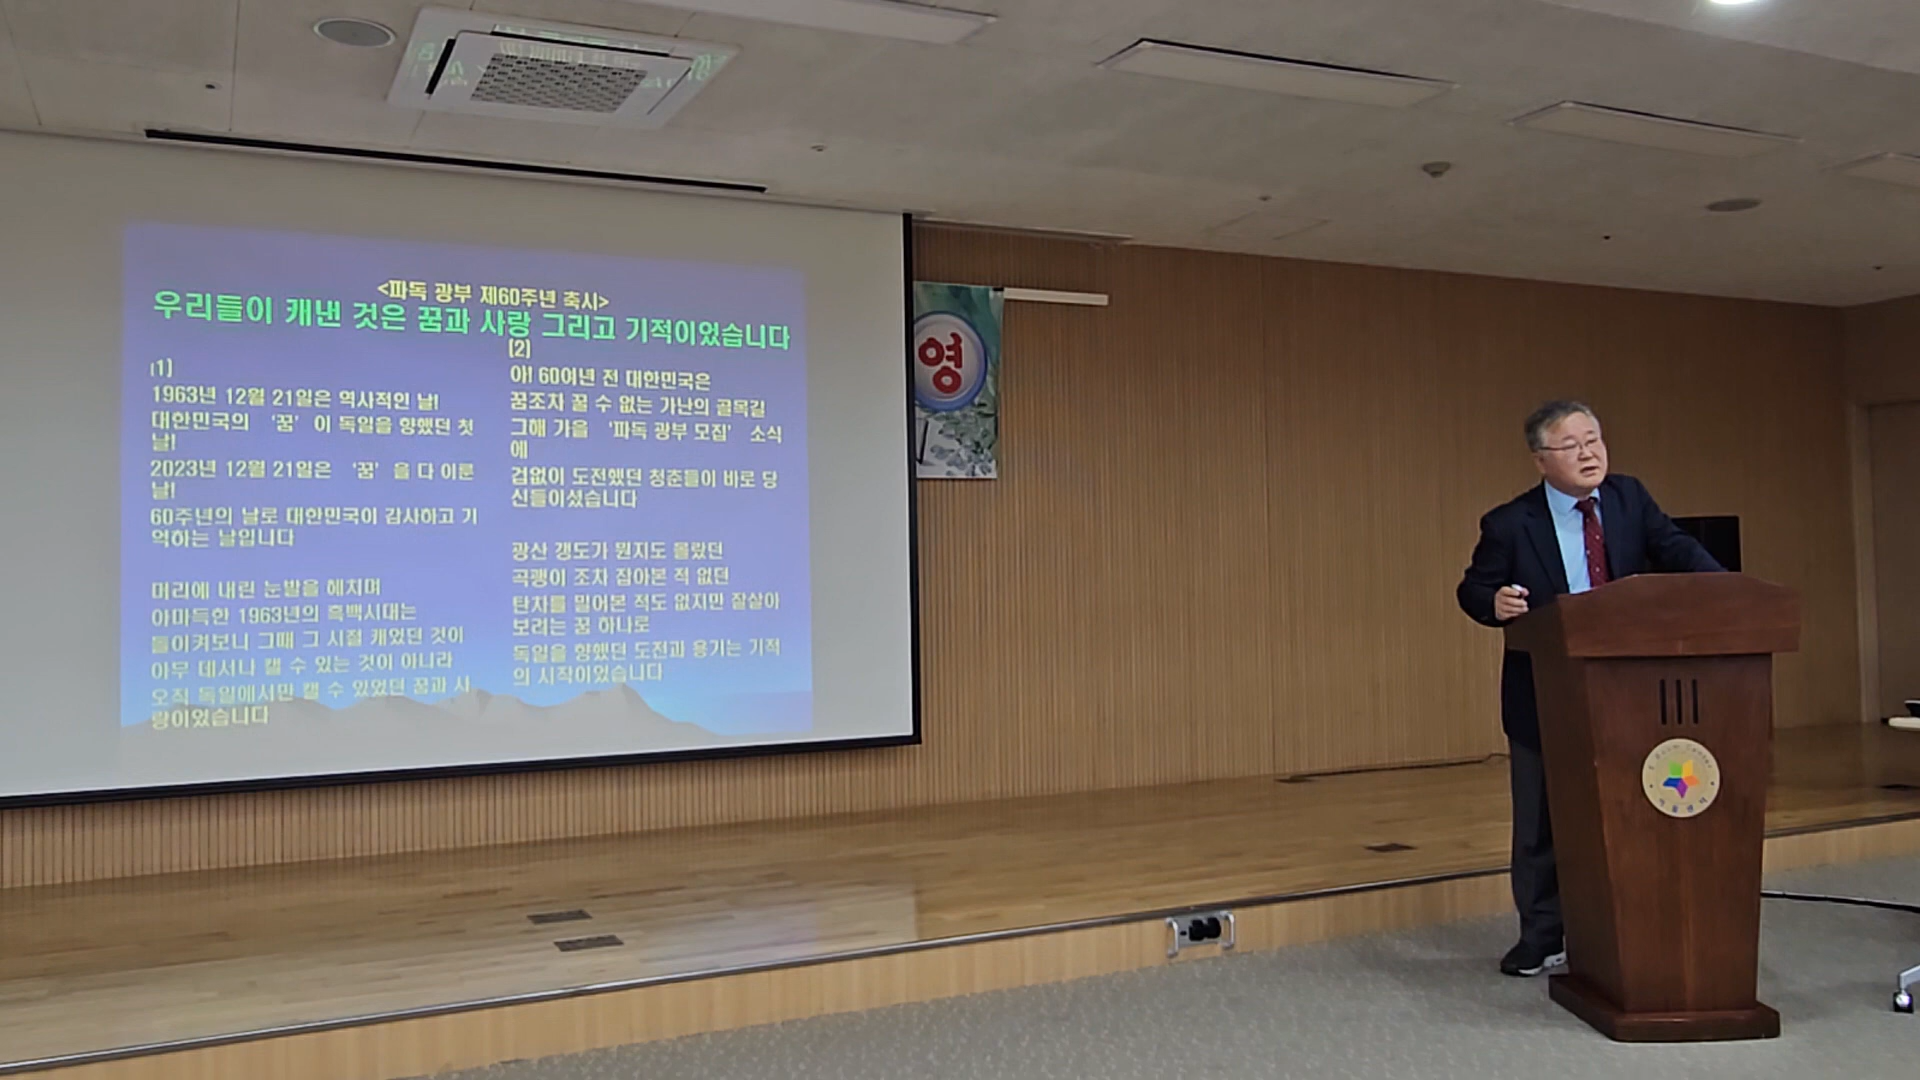 <파독 광부 제60주년 축시>
우리들이 캐낸 것은 꿈과 사랑 그리고 기적이었습니다
[1]
1963년 12월 21일은 역사적인 날!
대한민국의 ‘꿈’이 독일을 향했던 첫
날!
2023년 12월 21일은 ‘꿈’을 다 이룬
날!
60주년의 날로 대한민국이 감사하고 기
억하는 날입니다
머리에 내린 눈발을 헤치며
아마득한 1963년의 흑백시대는
돌이켜보니 그때 그 시절 캐었던 것이
아무 데서나 캘 수 있는 것이 아니라
오직 독일에서만 캘 수 있었던 꿈과 사
랑이었습니다
[2]
아! 60여년 전 대한민국은
꿈조차 꿀 수 없는 가난의 골목길
그해 가을 ‘파독 광부 모집’ 소식
에
겁없이 도전했던 청춘들이 바로 당
신들이셨습니다
광산 갱도가 뭔지도 몰랐던
곡괭이 조차 잡아본 적 없던
탄차를 밀어본 적도 없지만 잘살아
보려는 꿈 하나로
독일을 향했던 도전과 용기는 기적
의 시작이었습니다
영
이룸센터